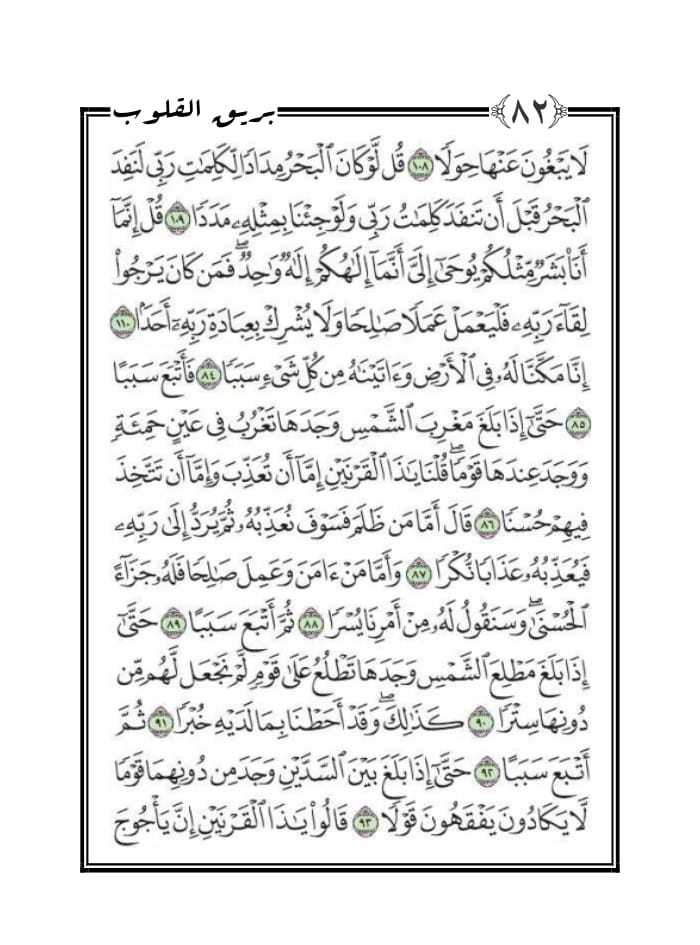 بريق القلوب ﴿٨٢﴾
لَا يَبْغُونَ عَنْهَا حِوَلًا ١٠٨ قُل لَّوْ كَانَ ٱلْبَحْرُ مِدَادًا لِّكَلِمَٰتِ رَبِّى لَنَفِدَ
ٱلْبَحْرُ قَبْلَ أَن تَنفَدَ كَلِمَٰتُ رَبِّى وَلَوْ جِئْنَا بِمِثْلِهِۦ مَدَدًا ١٠٩ قُلْ إِنَّمَآ
أَنَا۠ بَشَرٌ مِّثْلُكُمْ يُوحَىٰٓ إِلَىَّ أَنَّمَآ إِلَٰهُكُمْ إِلَٰهٌ وَٰحِدٌ ۖ فَمَن كَانَ يَرْجُوا۟
لِقَآءَ رَبِّهِۦ فَلْيَعْمَلْ عَمَلًا صَٰلِحًا وَلَا يُشْرِكْ بِعِبَادَةِ رَبِّهِۦٓ أَحَدًۢا ١١٠
إِنَّا مَكَّنَّا لَهُۥ فِى ٱلْأَرْضِ وَءَاتَيْنَٰهُ مِن كُلِّ شَىْءٍ سَبَبًا ٨٤ فَأَتْبَعَ سَبَبًا
٨٥ حَتَّىٰٓ إِذَا بَلَغَ مَغْرِبَ ٱلشَّمْسِ وَجَدَهَا تَغْرُبُ فِى عَيْنٍ حَمِئَةٍ
وَوَجَدَ عِندَهَا قَوْمًا ۗ قُلْنَا يَٰذَا ٱلْقَرْنَيْنِ إِمَّآ أَن تُعَذِّبَ وَإِمَّآ أَن تَتَّخِذَ
فِيهِمْ حُسْنًا ٨٦ قَالَ أَمَّا مَن ظَلَمَ فَسَوْفَ نُعَذِّبُهُۥ ثُمَّ يُرَدُّ إِلَىٰ رَبِّهِۦ
فَيُعَذِّبُهُۥ عَذَابًا نُّكْرًا ٨٧ وَأَمَّا مَنْ ءَامَنَ وَعَمِلَ صَٰلِحًا فَلَهُۥ جَزَآءً
ٱلْحُسْنَىٰ ۖ وَسَنَقُولُ لَهُۥ مِنْ أَمْرِنَا يُسْرًا ٨٨ ثُمَّ أَتْبَعَ سَبَبًا ٨٩ حَتَّىٰٓ
إِذَا بَلَغَ مَطْلِعَ ٱلشَّمْسِ وَجَدَهَا تَطْلُعُ عَلَىٰ قَوْمٍ لَّمْ نَجْعَل لَّهُم مِّن
دُونِهَا سِتْرًا ٩٠ كَذَٰلِكَ ۖ وَقَدْ أَحَطْنَا بِمَا لَدَيْهِ خُبْرًا ٩١ ثُمَّ
أَتْبَعَ سَبَبًا ٩٢ حَتَّىٰٓ إِذَا بَلَغَ بَيْنَ ٱلسَّدَّيْنِ وَجَدَ مِن دُونِهِمَا قَوْمًا
لَّا يَكَادُونَ يَفْقَهُونَ قَوْلًا ٩٣ قَالُوا۟ يَٰذَا ٱلْقَرْنَيْنِ إِنَّ يَأْجُوجَ